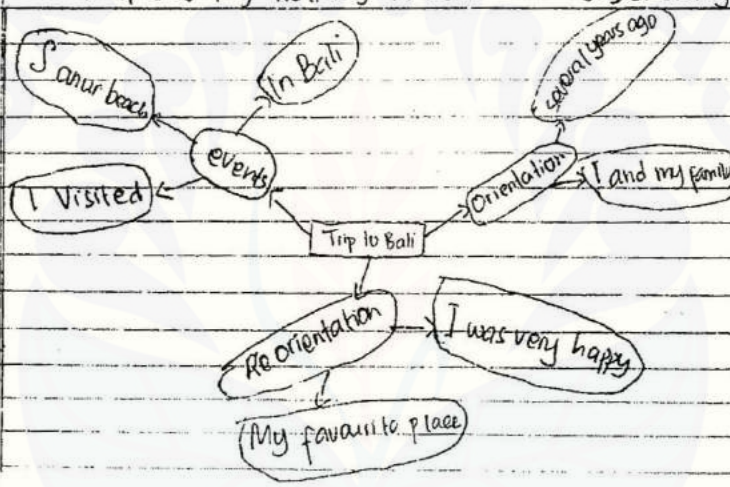 Sanur beach
In Bali
several years ago
events
I Visited
Orientation
I and my family
Trip to Bali
Re orientation
I was very happy
My favourite place